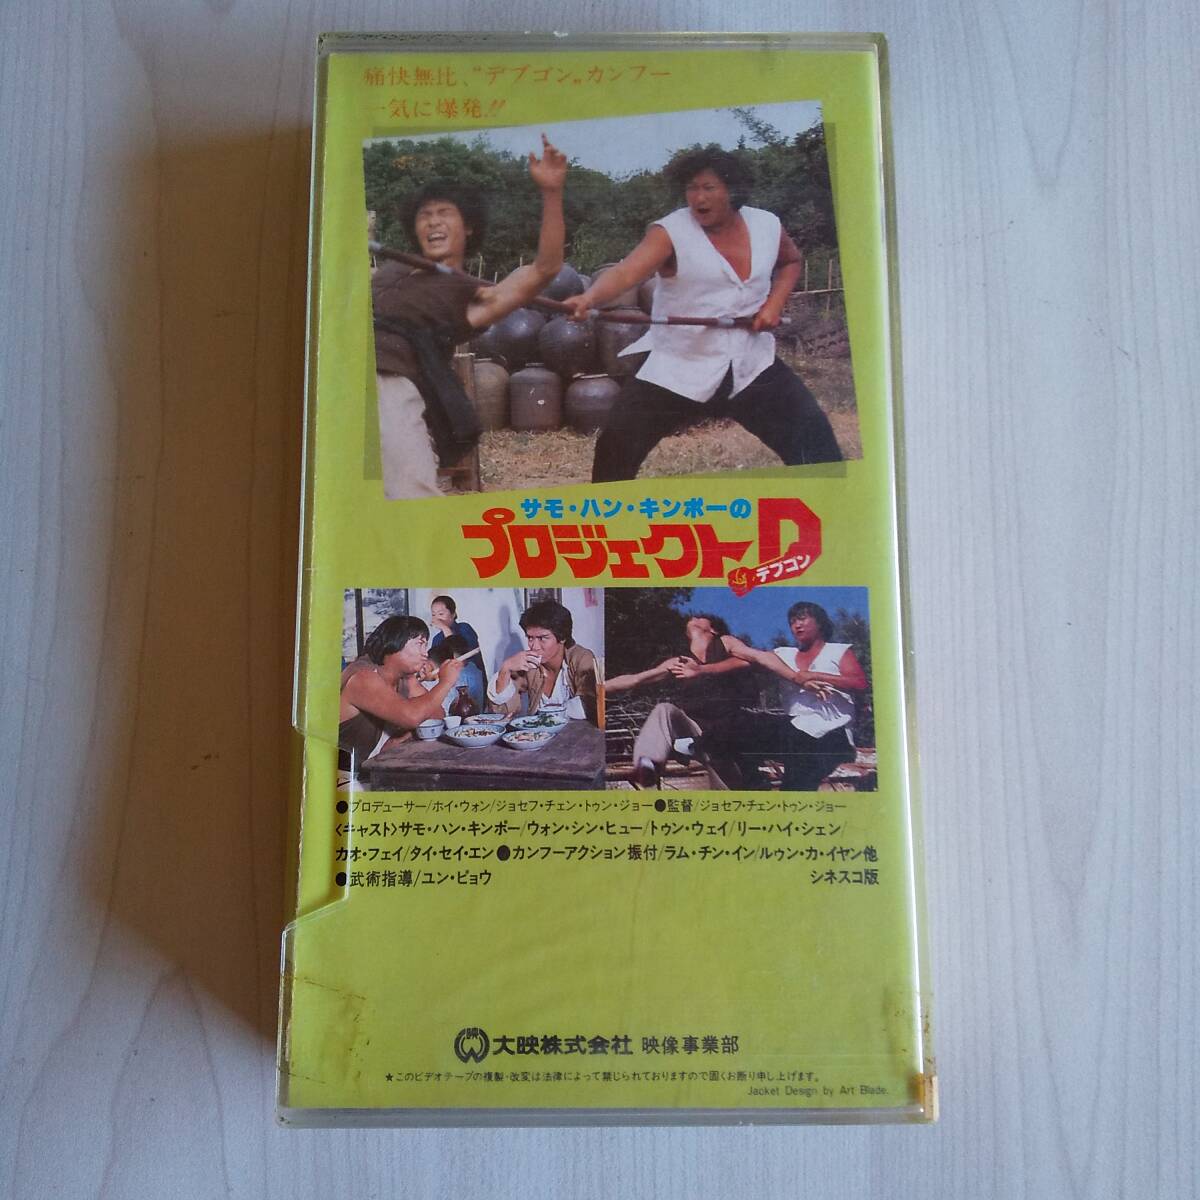 痛快無比、"デブゴン„カンフー
一気に爆発!!
サモ・ハン・キンポーの
プロジェクトD
デブゴン
●プロデューサー/ホイ・ウォン/ジョセフ・チェン・トゥン・ジョー●監督/ジョセフ・チェン・トゥン・ジョー
〈キャスト〉サモ・ハン・キンポー/ウォン・シン・ヒュー/トゥン・ウェイ/リー・ハイ・シェン/
カオ・フェイ/タイ・セイ・エン●カンフーアクション振付/ラム・チン・イン/ルゥン・カ・イヤン他
●武術指導/ユン・ピョウ シネスコ版
映 大映株式会社 映像事業部
★このビデオテープの複製・改変は法律によって禁じられておりますので固くお断り申し上げます。
Jacket Design by Art Blade.